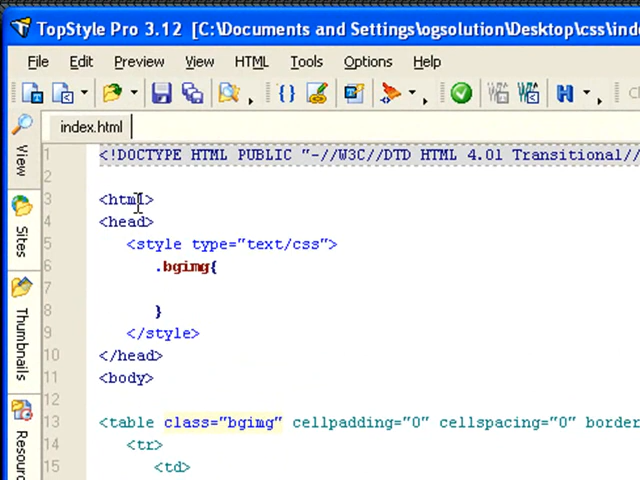 TopStyle Pro 3.12 [C:\Documents and Settings\ogsolution\Desktop\css\inde
File Edit Preview View HTML Tools Options Help
index.html
View
Sites
Thumbnails
Resourc
1 <!DOCTYPE HTML PUBLIC "-//W3C//DTD HTML 4.01 Transitional//
2
3 <html>
4 <head>
5 <style type="text/css">
6 .bgimg{
7
8 }
9 </style>
10 </head>
11 <body>
12
13 <table class="bgimg" cellpadding="0" cellspacing="0" border
14 <tr>
15 <td>